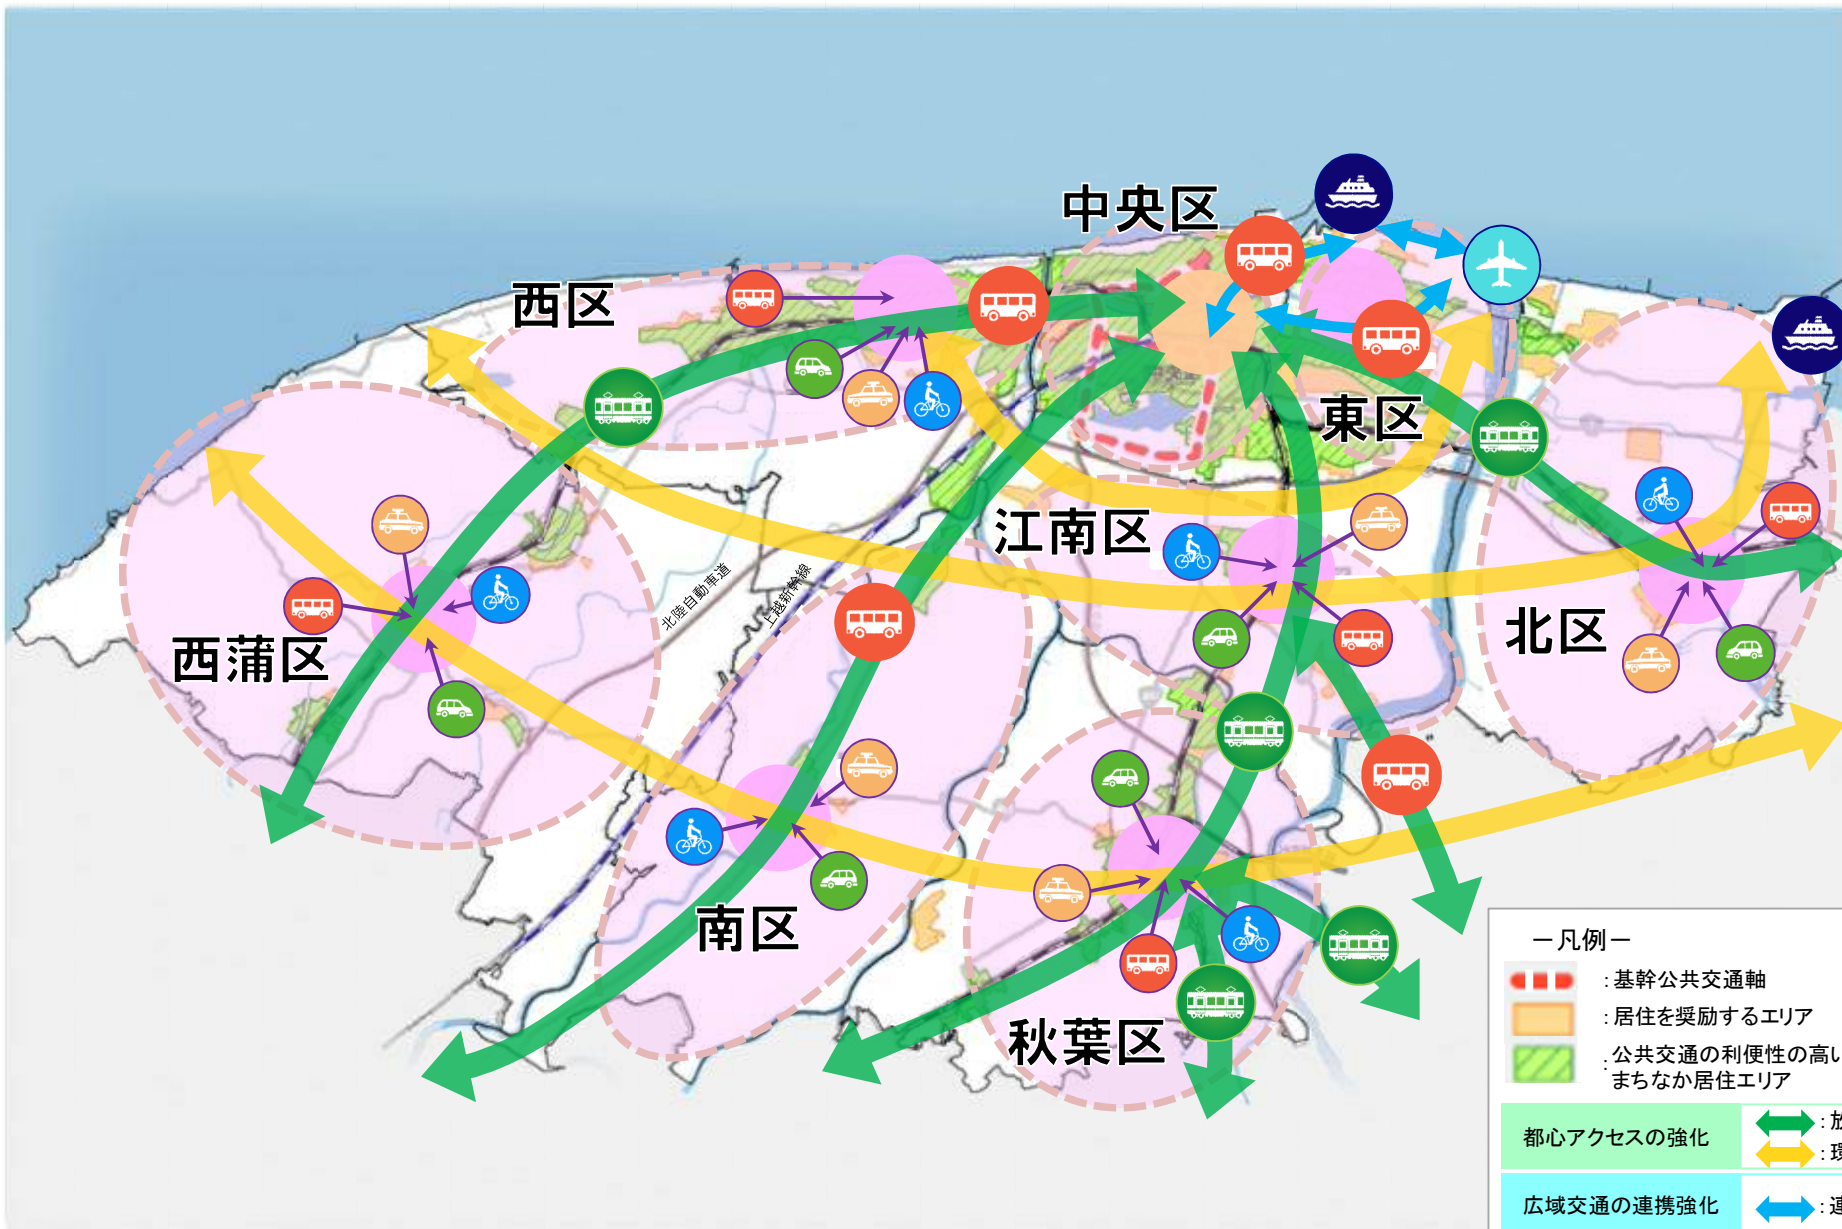 中央区
西区
東区
江南区
北陸自動車道
上越新幹線
北区
西蒲区
南区
秋葉区
－凡例－
：基幹公共交通軸
：居住を奨励するエリア
：公共交通の利便性の高い
まちなか居住エリア
都心アクセスの強化
：放
：環
広域交通の連携強化
：連